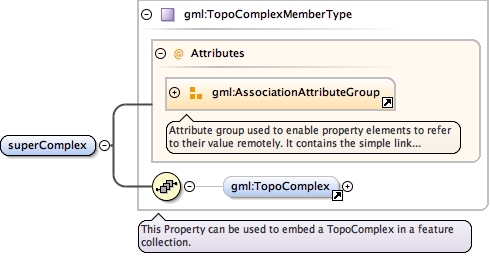 gml:TopoComplexMemberType
@ Attributes
gml:AssociationAttributeGroup
Attribute group used to enable property elements to refer
to their value remotely. It contains the simple link...
superComplex
gml:TopoComplex
This Property can be used to embed a TopoComplex in a feature
collection.